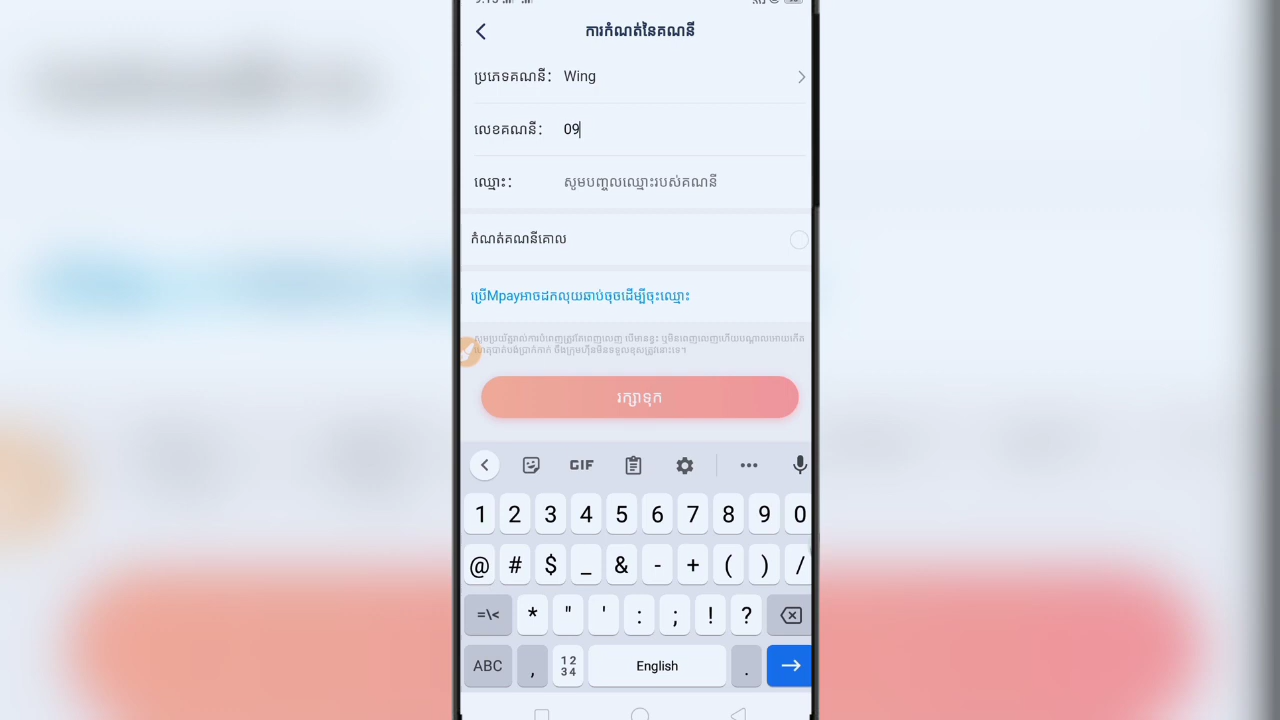 ការកំណត់នៃគណនី
ប្រភេទគណនី: Wing
លេខគណនី: 09
ឈ្មោះ: សូមបញ្ចូលឈ្មោះរបស់គណនី
កំណត់គណនីគោល
ប្រើMpayអាចដកលុយឆាប់ចុចដើម្បីចុះឈ្មោះ
រក្សាទុក
GIF
1 2 3 4 5 6 7 8 9 0
@ # $ _ & - + ( ) /
=\< * " ' : ; ! ?
ABC , 1234 English .